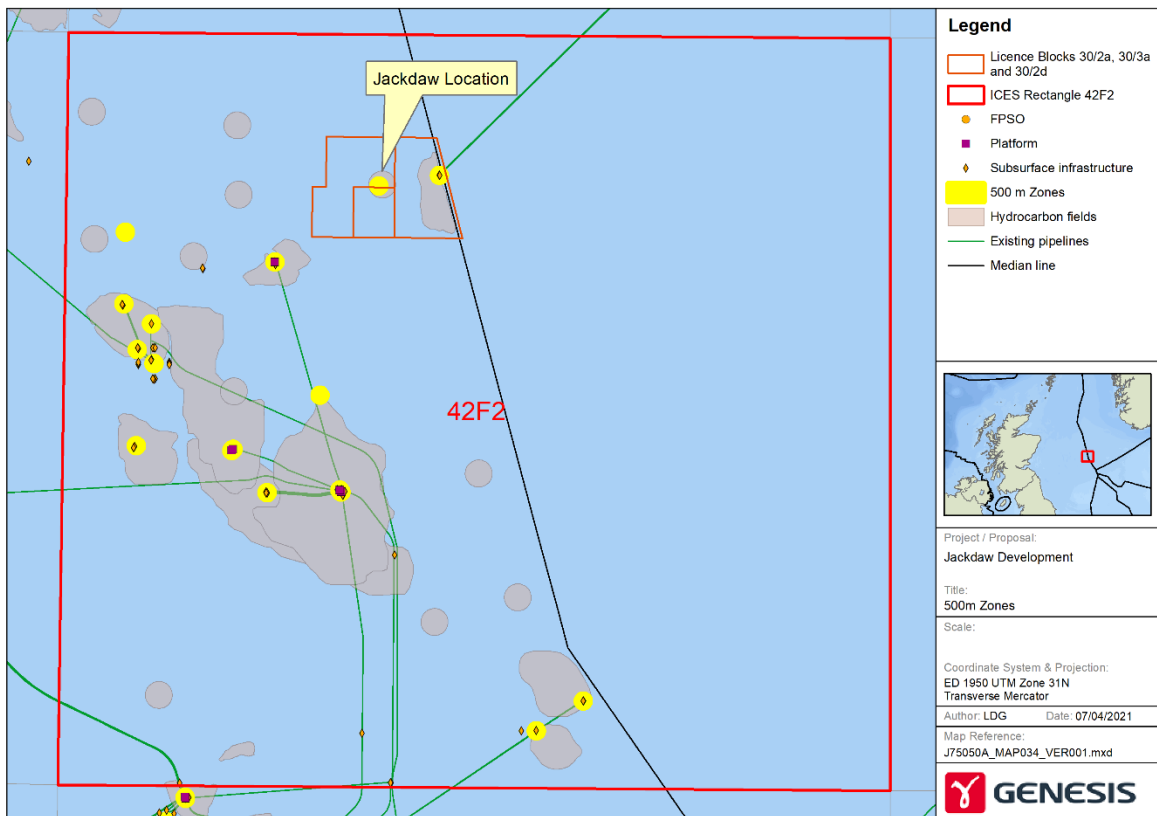 Jackdaw Location
42F2
Legend
Licence Blocks 30/2a, 30/3a
and 30/2d
ICES Rectangle 42F2
FPSO
Platform
Subsurface infrastructure
500 m Zones
Hydrocarbon fields
Existing pipelines
Median line
Project / Proposal:
Jackdaw Development
Title:
500m Zones
Scale:
Coordinate System & Projection:
ED 1950 UTM Zone 31N
Transverse Mercator
Author: LDG Date: 07/04/2021
Map Reference:
J75050A_MAP034_VER001.mxd
GENESIS